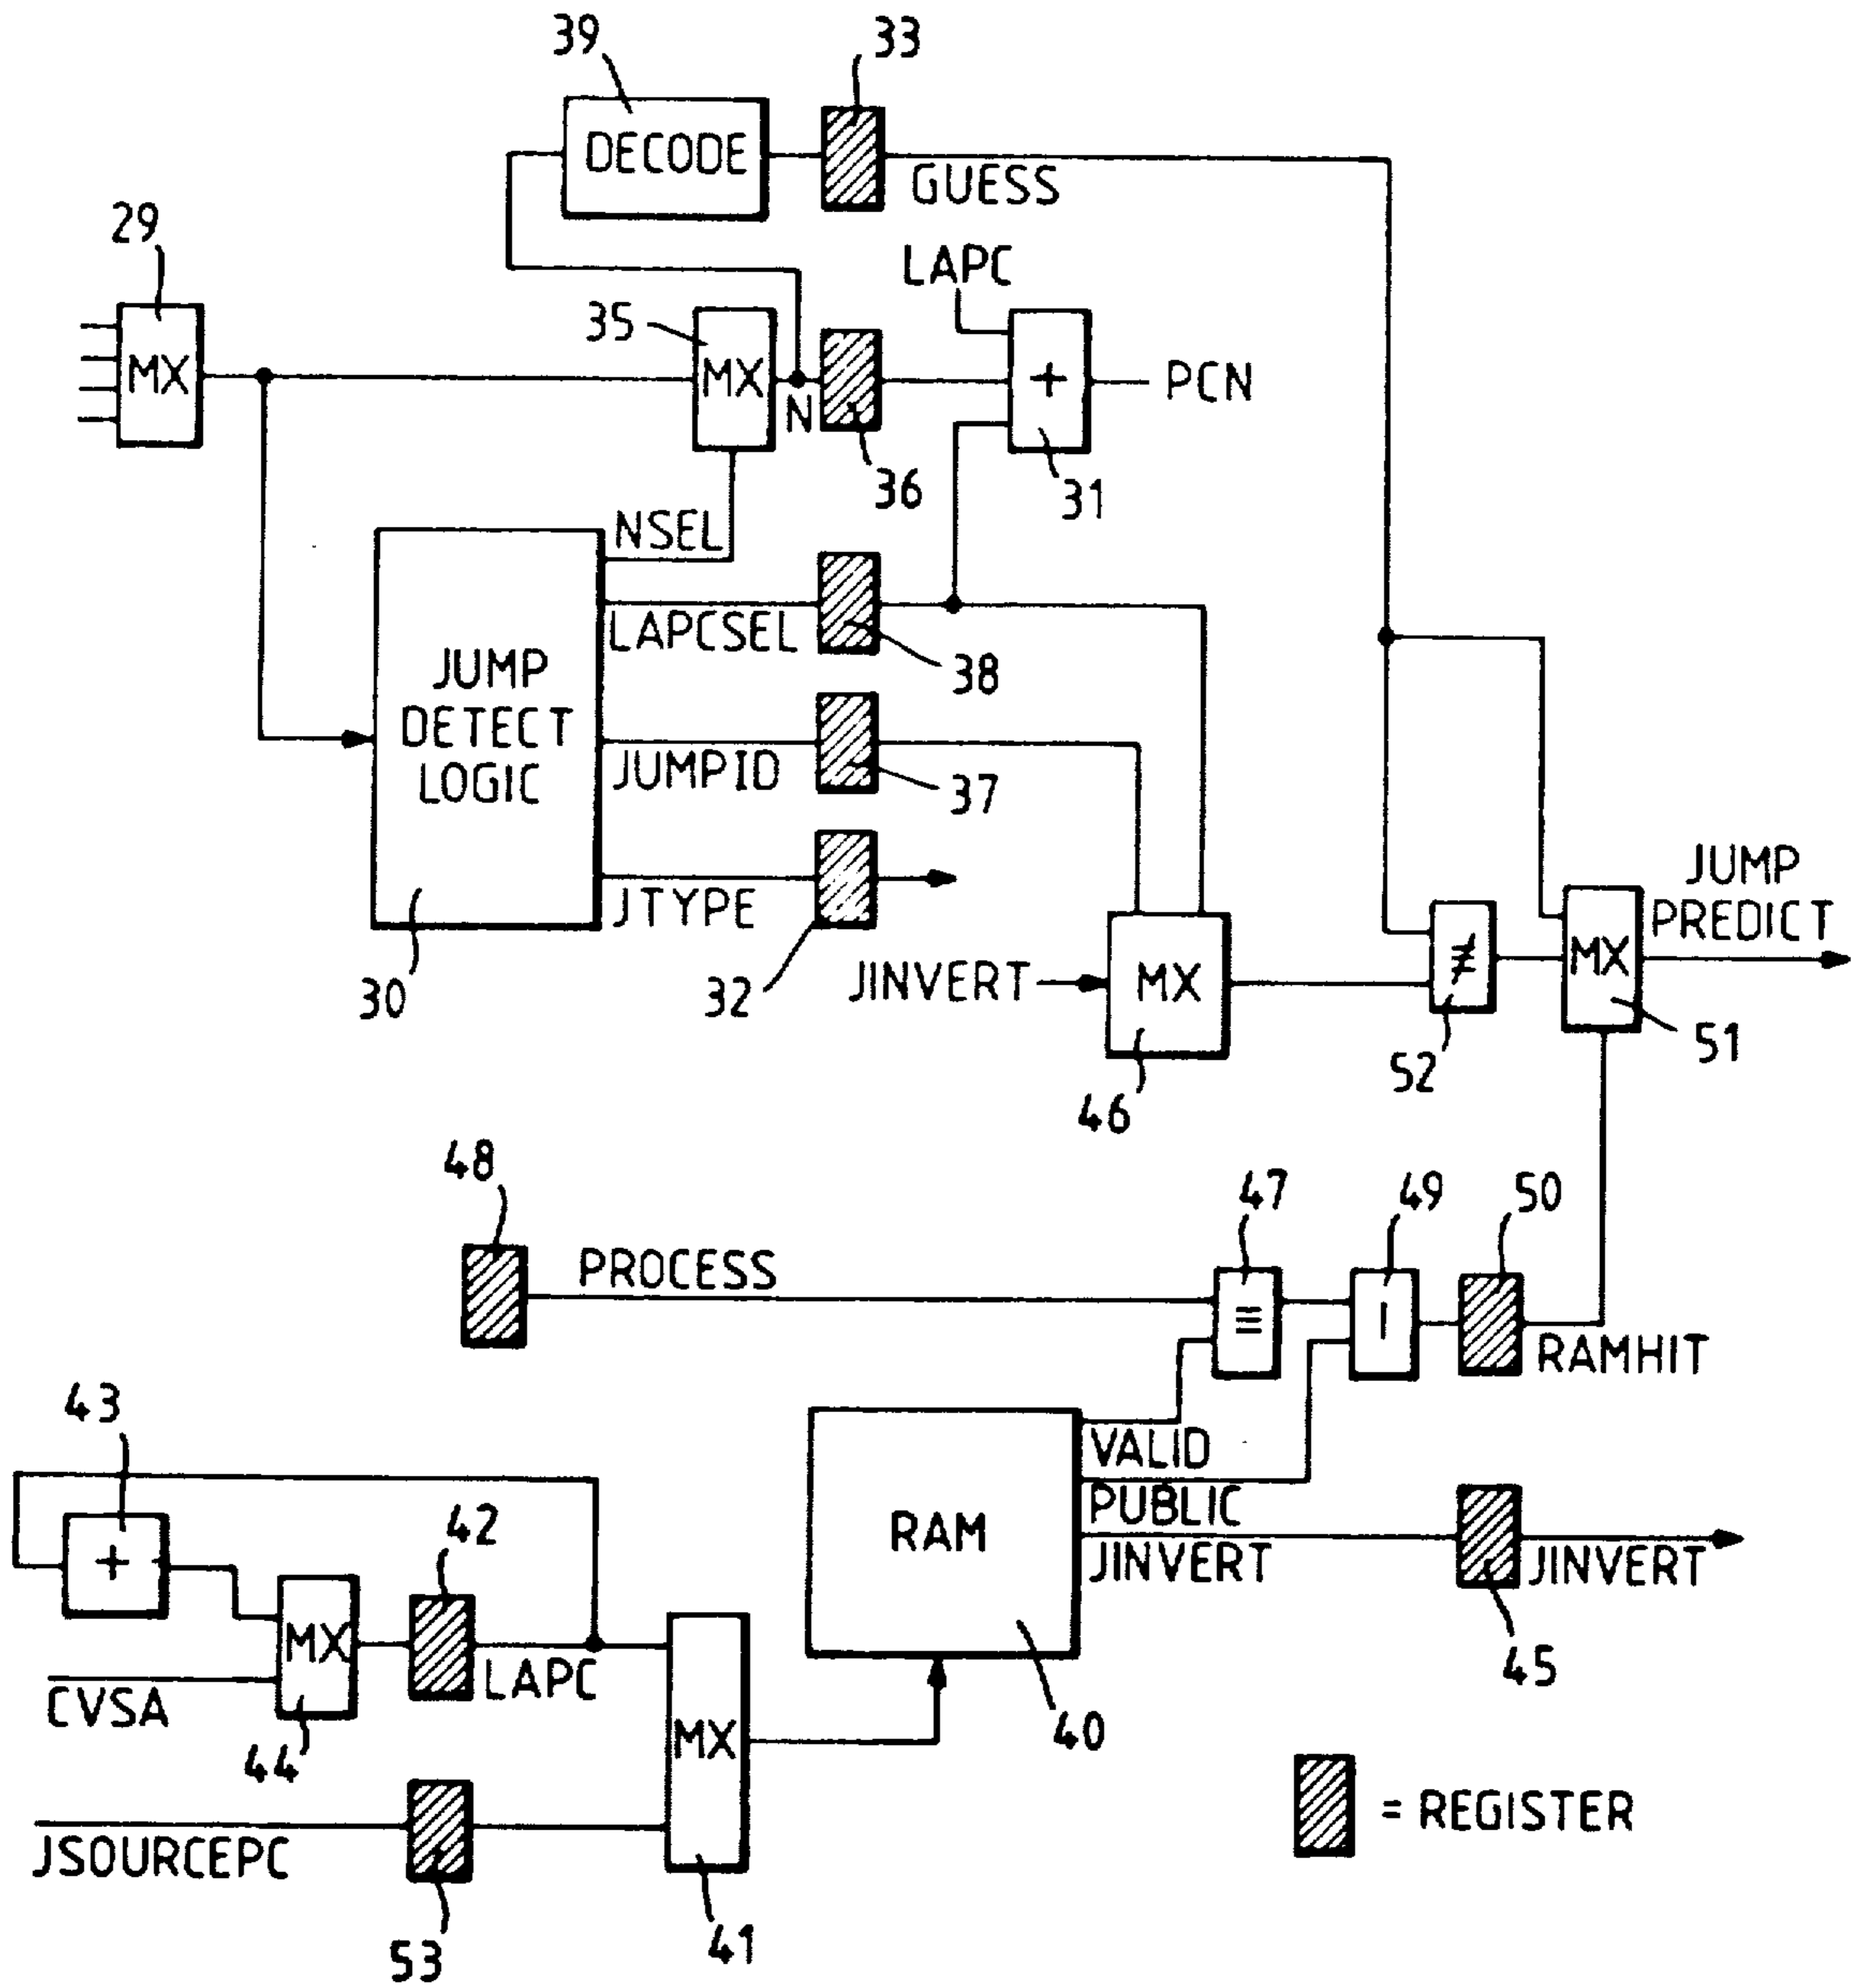 39
33
DECODE
GUESS
29
LAPC
35
MX
MX
N
+
PCN
36
31
NSEL
LAPCSEL
38
JUMP
DETECT
LOGIC
JUMPID
37
JTYPE
30
32
JINVERT
MX
46
≢
52
MX
51
JUMP
PREDICT
48
PROCESS
47
≡
49
|
50
RAMHIT
43
+
42
VALID
PUBLIC
JINVERT
RAM
40
JINVERT
45
MX
LAPC
CVSA
44
MX
41
JSOURCEPC
53
= REGISTER